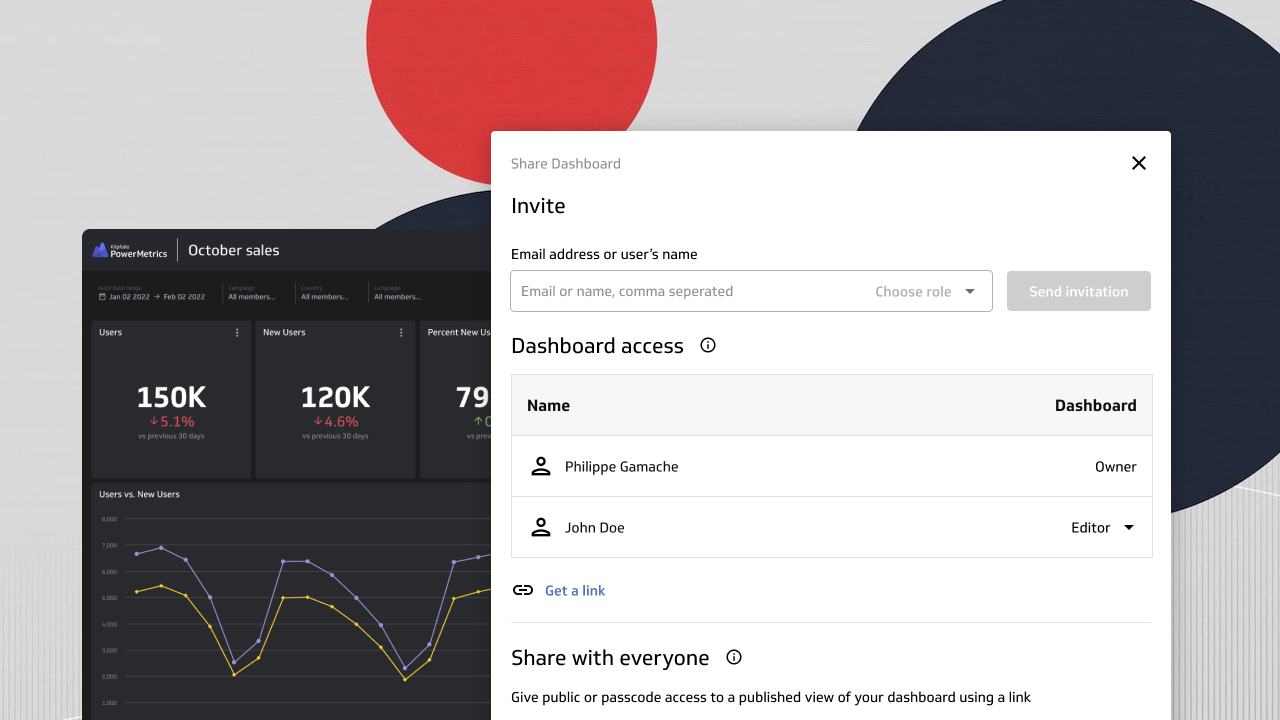 Share Dashboard
Invite
Email address or user's name
Email or name, comma seperated
Choose role
Send invitation
Dashboard access
Name
Dashboard
Philippe Gamache
Owner
John Doe
Editor
Get a link
Share with everyone
Give public or passcode access to a published view of your dashboard using a link
Klipfolio
PowerMetrics
October sales
Auto date range
Jan 02 2022 → Feb 02 2022
Campaign
All members...
Country
All members...
Language
All members...
Users
150K
↓5.1%
vs previous 30 days
New Users
120K
↓4.6%
vs previous 30 days
Percent New Us
79
vs pre
Users vs. New Users
8,000
7,000
6,000
5,000
4,000
3,000
2,000
1,000